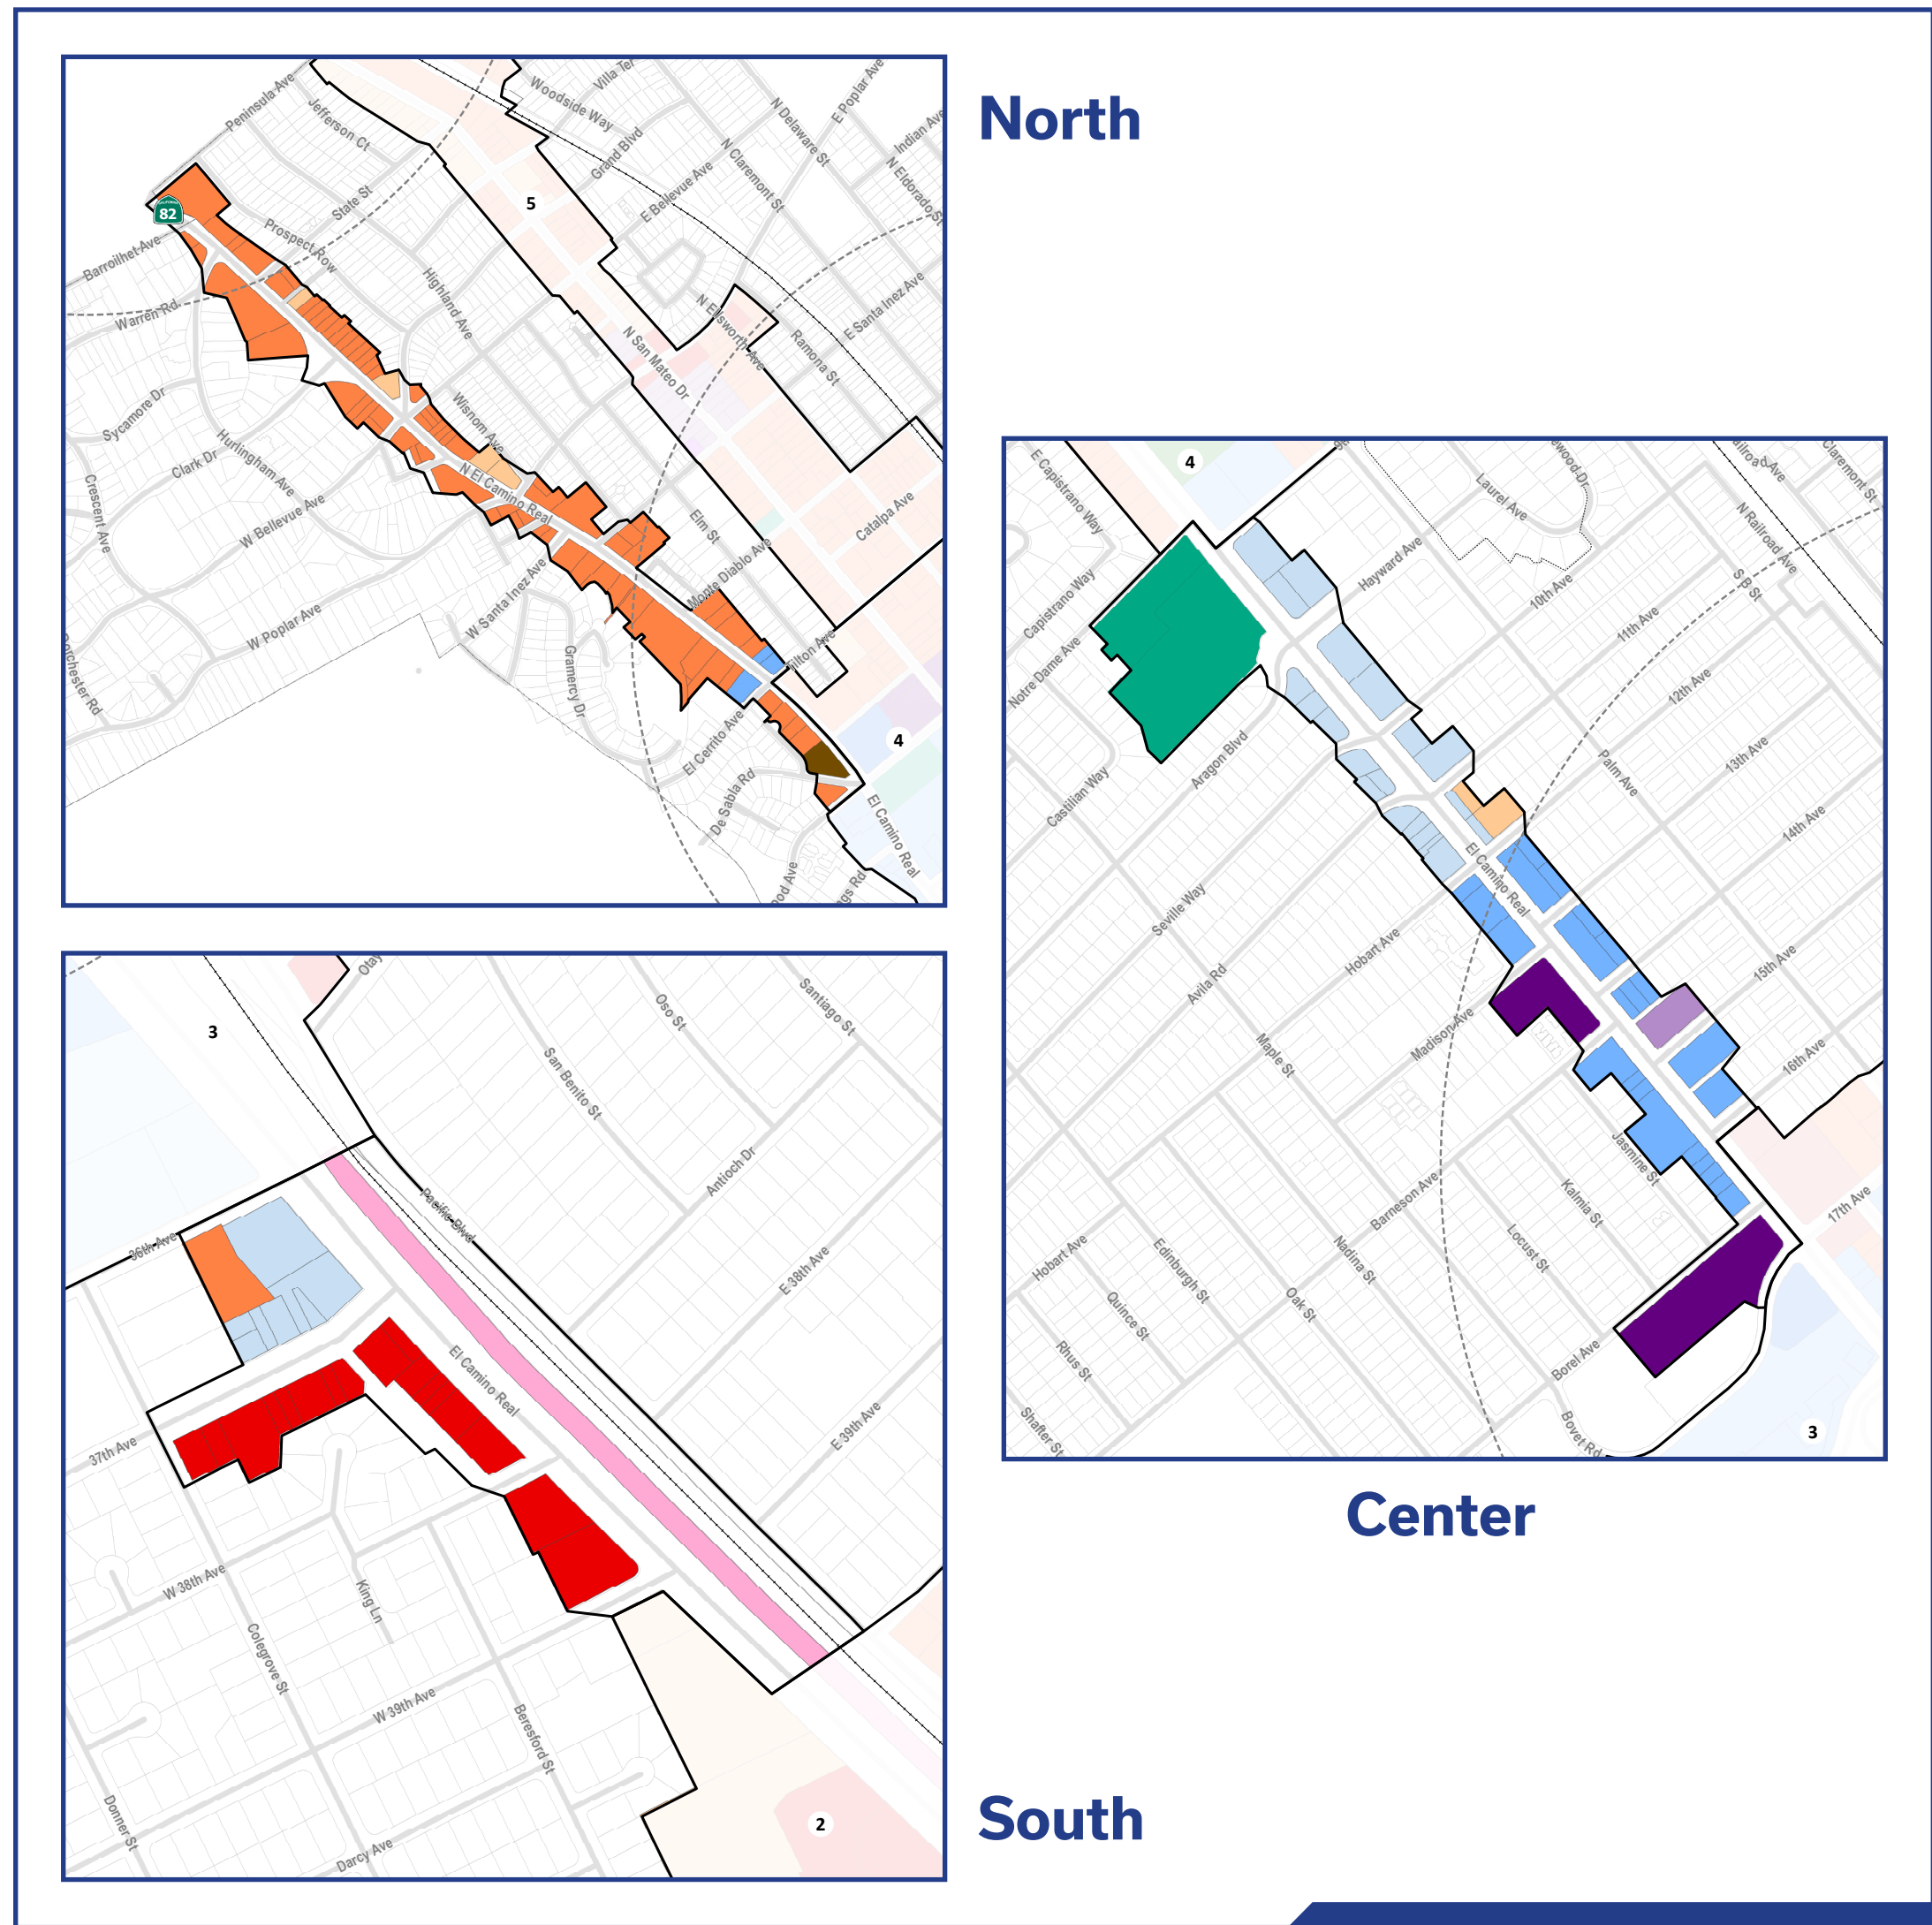 North
Peninsula Ave
Jefferson Ct
Woodside Way
Villa Ter
E Poplar Ave
N Delaware St
Indian Ave
N Claremont St
Grand Blvd
N Eldorado St
State St
5
E Bellevue Ave
82
Prospect Row
Barroilhet Ave
Warren Rd
Highland Ave
N Ellsworth Ave
E Santa Inez Ave
N San Mateo Dr
Ramona St
Sycamore Dr
Wisnom Ave
Clark Dr
Hurlingham Ave
N El Camino Real
Crescent Ave
W Bellevue Ave
Elm St
Catalpa Ave
Monte Diablo Ave
W Santa Inez Ave
W Poplar Ave
Tilton Ave
Gramercy Dr
El Cerrito Ave
4
De Sabla Rd
El Camino Real
4
E Capistrano Way
Laurel Ave
Claremont St
N Railroad Ave
Hayward Ave
S B St
10th Ave
Capistrano Way
11th Ave
Notre Dame Ave
12th Ave
Aragon Blvd
Palm Ave
13th Ave
Castilian Way
14th Ave
El Camino Real
Seville Way
Hobart Ave
15th Ave
Avila Rd
Madison Ave
Maple St
16th Ave
Jasmine St
Barneson Ave
Kalmia St
17th Ave
Hobart Ave
Edinburgh St
Nadina St
Locust St
Quince St
Oak St
Rhus St
Borel Ave
Shafter St
Bovet Rd
3
Center
Otay
Oso St
Santiago St
3
San Benito St
Antioch Dr
Pacific Blvd
36th Ave
E 38th Ave
El Camino Real
37th Ave
E 39th Ave
W 38th Ave
King Ln
Colegrove St
W 39th Ave
Beresford St
Donner St
Darcy Ave
2
South